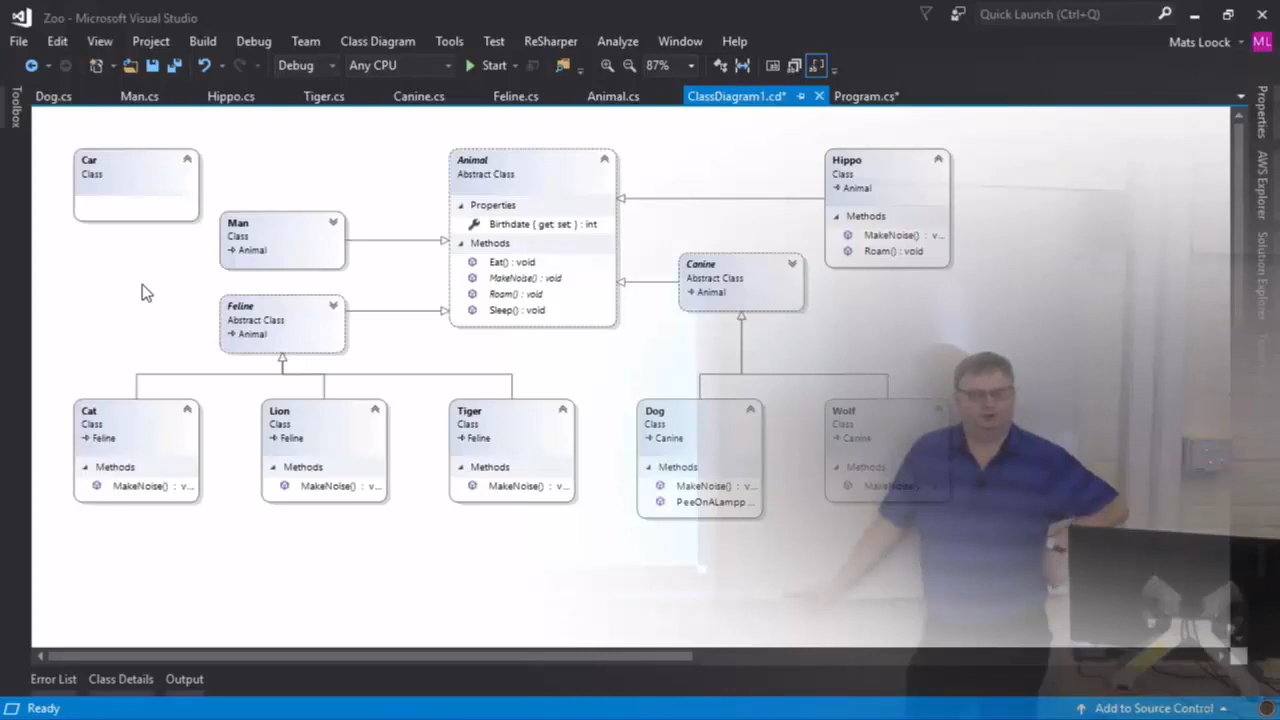 Zoo - Microsoft Visual Studio
Quick Launch (Ctrl+Q)
File Edit View Project Build Debug Team Class Diagram Tools Test ReSharper Analyze Window Help
Mats Loock ML
Debug Any CPU Start 87%
Dog.cs Man.cs Hippo.cs Tiger.cs Canine.cs Feline.cs Animal.cs ClassDiagram1.cd* Program.cs*
Toolbox
Properties
AWS Explorer
Solution Explorer
Car
Class
Man
Class
Animal
Feline
Abstract Class
Animal
Animal
Abstract Class
Properties
Birthdate { get; set; } : int
Methods
Eat() : void
MakeNoise() : void
Roam() : void
Sleep() : void
Hippo
Class
Animal
Methods
MakeNoise() : v...
Roam() : void
Canine
Abstract Class
Animal
Cat
Class
Feline
Methods
MakeNoise() : v...
Lion
Class
Feline
Methods
MakeNoise() : v...
Tiger
Class
Feline
Methods
MakeNoise() : v...
Dog
Class
Canine
Methods
MakeNoise() : v...
PeeOnALampp...
Wolf
Class
Canine
Methods
Error List Class Details Output
Ready
Add to Source Control